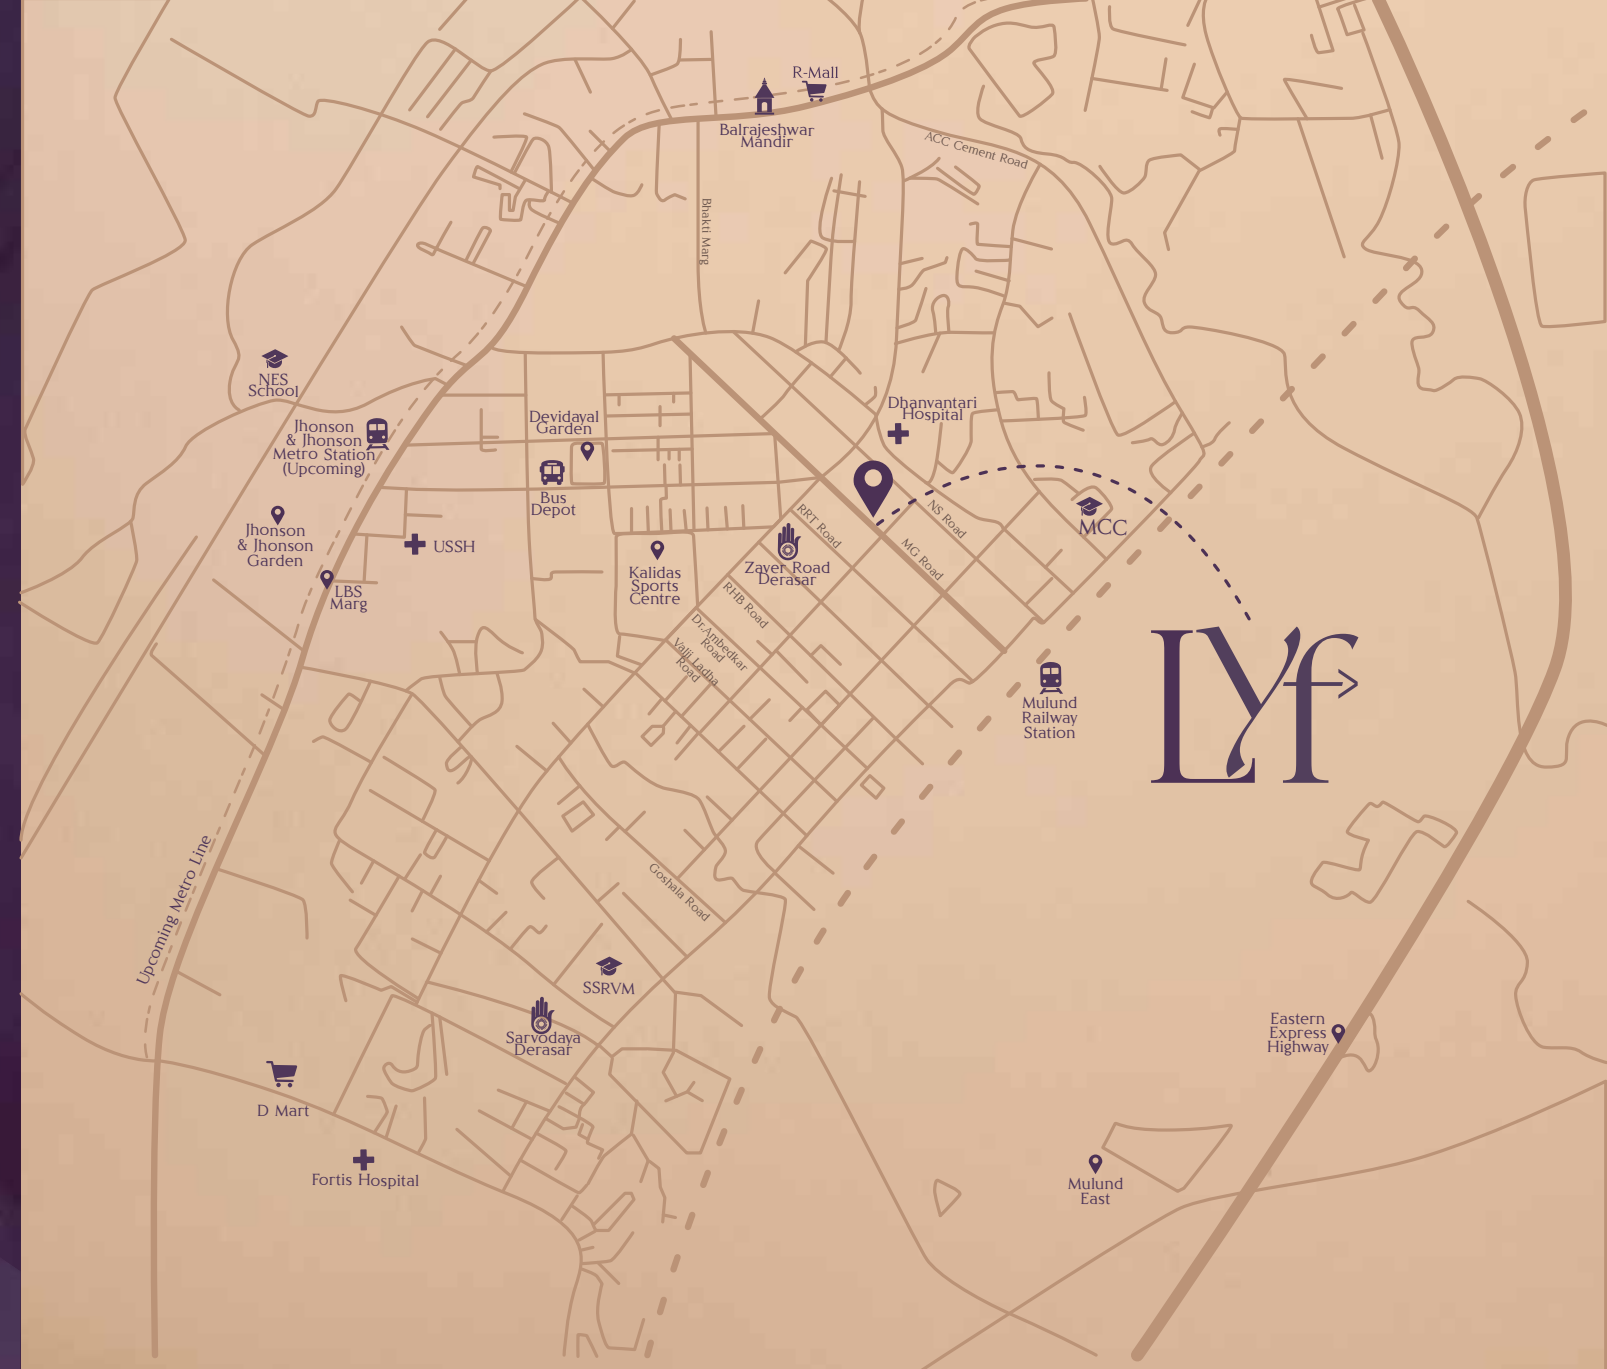 R-Mall
Balrajeshwar
Mandir
ACC Cement Road
Bhakti Marg
NES
School
Jhonson
& Jhonson
Metro Station
(Upcoming)
Devidayal
Garden
Dhanvantari
Hospital
Bus
Depot
Jhonson
& Jhonson
Garden
USSH
LBS
Marg
Kalidas
Sports
Centre
RRT Road
NS Road
MG Road
MCC
Zaver Road
Derasar
RHB Road
Dr.Ambedkar
Road
Valji Ladha
Road
Mulund
Railway
Station
Lyf
Upcoming Metro Line
Goshala Road
SSRVM
Sarvodaya
Derasar
Eastern
Express
Highway
D Mart
Fortis Hospital
Mulund
East